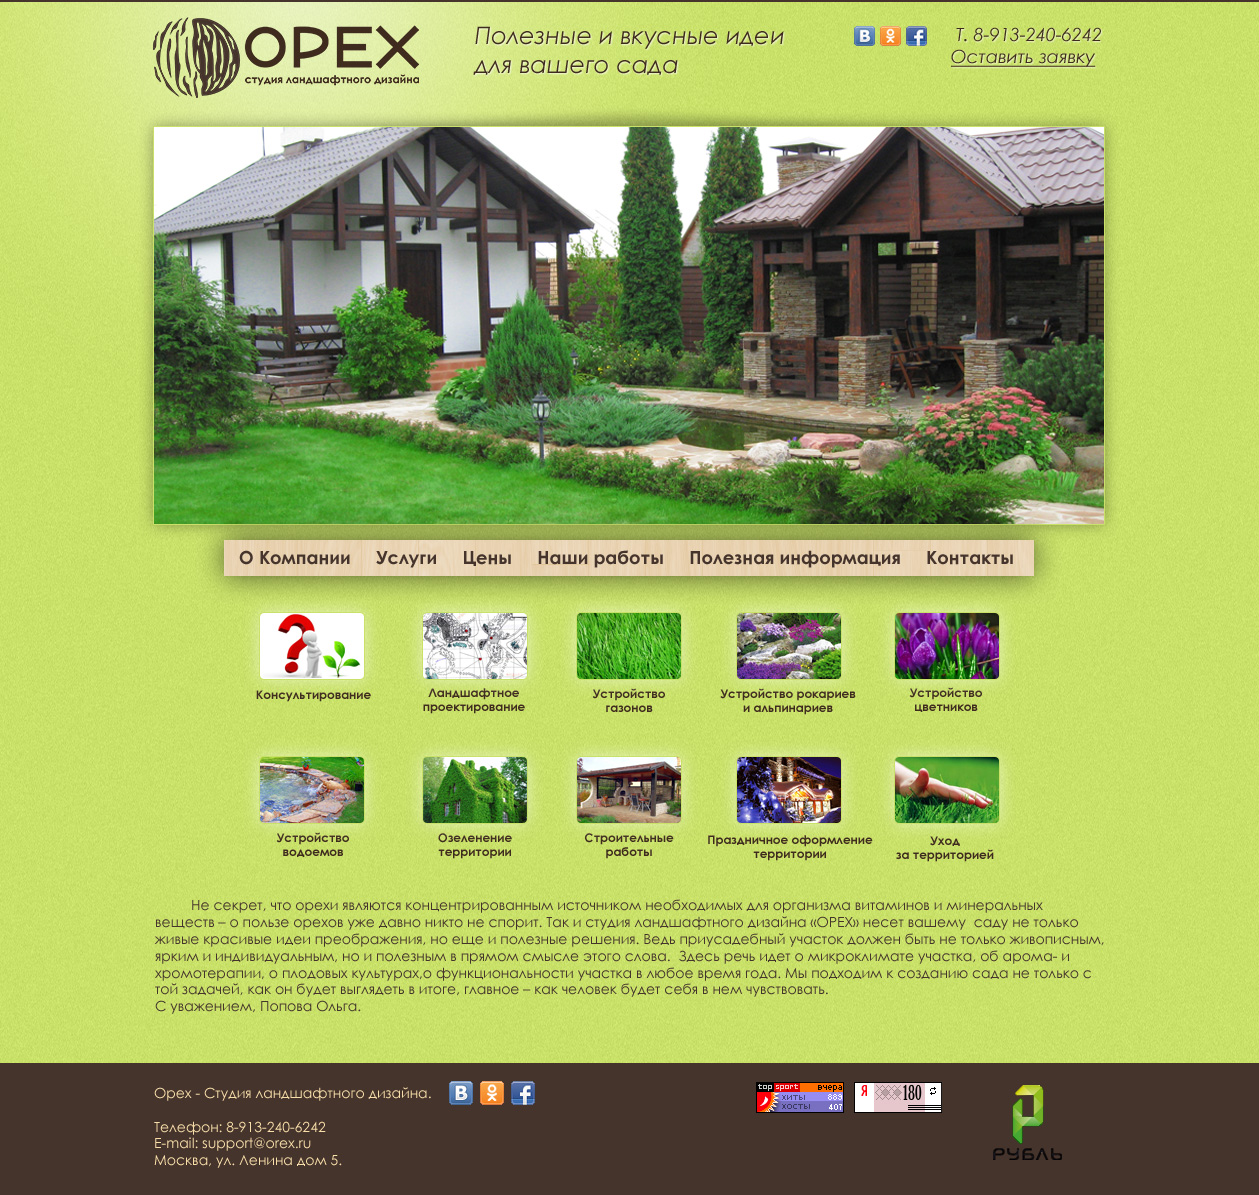 ОРЕХ
студия ландшафтного дизайна
Полезные и вкусные идеи
для вашего сада
Т. 8-913-240-6242
Оставить заявку
О Компании Услуги Цены Наши работы Полезная информация Контакты
Консультирование
Ландшафтное
проектирование
Устройство
газонов
Устройство рокариев
и альпинариев
Устройство
цветников
Устройство
водоемов
Озеленение
территории
Строительные
работы
Праздничное оформление
территории
Уход
за территорией
Не секрет, что орехи являются концентрированным источником необходимых для организма витаминов и минеральных
веществ – о пользе орехов уже давно никто не спорит. Так и студия ландшафтного дизайна «ОРЕХ» несет вашему саду не только
живые красивые идеи преображения, но еще и полезные решения. Ведь приусадебный участок должен быть не только живописным,
ярким и индивидуальным, но и полезным в прямом смысле этого слова. Здесь речь идет о микроклимате участка, об арома- и
хромотерапии, о плодовых культурах,о функциональности участка в любое время года. Мы подходим к созданию сада не только с
той задачей, как он будет выглядеть в итоге, главное – как человек будет себя в нем чувствовать.
С уважением, Попова Ольга.
Орех - Студия ландшафтного дизайна.
Телефон: 8-913-240-6242
E-mail: support@orex.ru
Москва, ул. Ленина дом 5.
top sport вчера
хиты 883
хосты 407
Я 180
РУБЛЬ